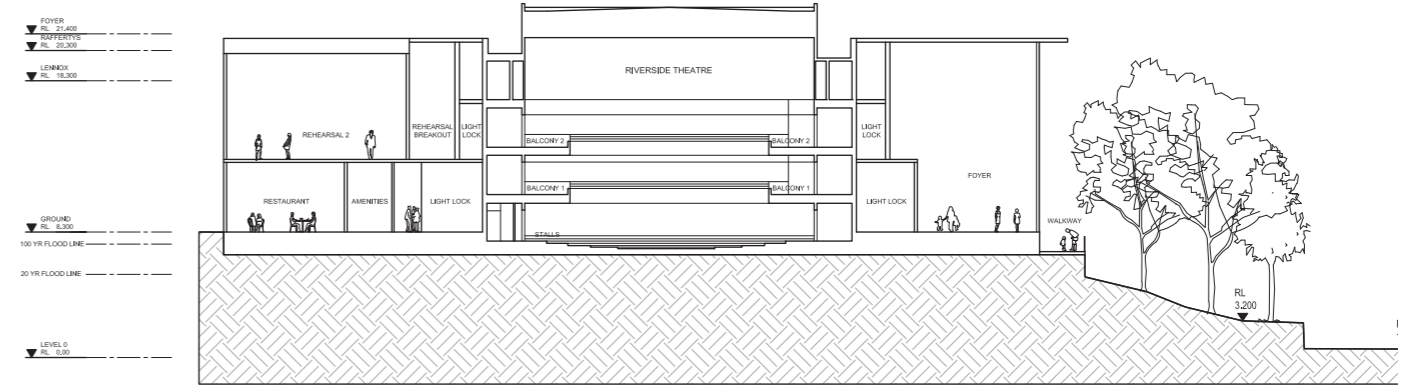 FOYER
RL 21.400
RAFFERTYS
RL 20,300
LENNOX
RL 18,300
RIVERSIDE THEATRE
REHEARSAL 2
REHEARSAL
BREAKOUT
LIGHT
LOCK
LIGHT
LOCK
BALCONY 2
BALCONY 2
FOYER
BALCONY 1
BALCONY 1
RESTAURANT
AMENITIES
LIGHT LOCK
LIGHT LOCK
GROUND
RL 8,300
WALKWAY
STALLS
100 YR FLOOD LINE
20 YR FLOOD LINE
RL
3.200
LEVEL 0
RL 0,00